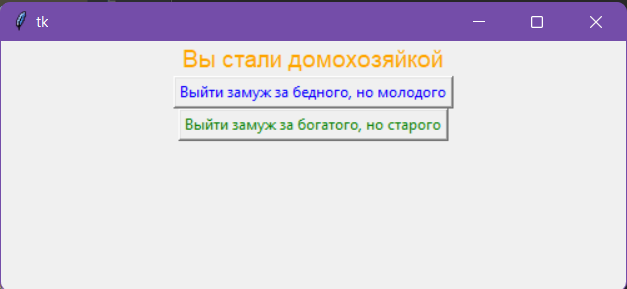 tk
Вы стали домохозяйкой
Выйти замуж за бедного, но молодого
Выйти замуж за богатого, но старого